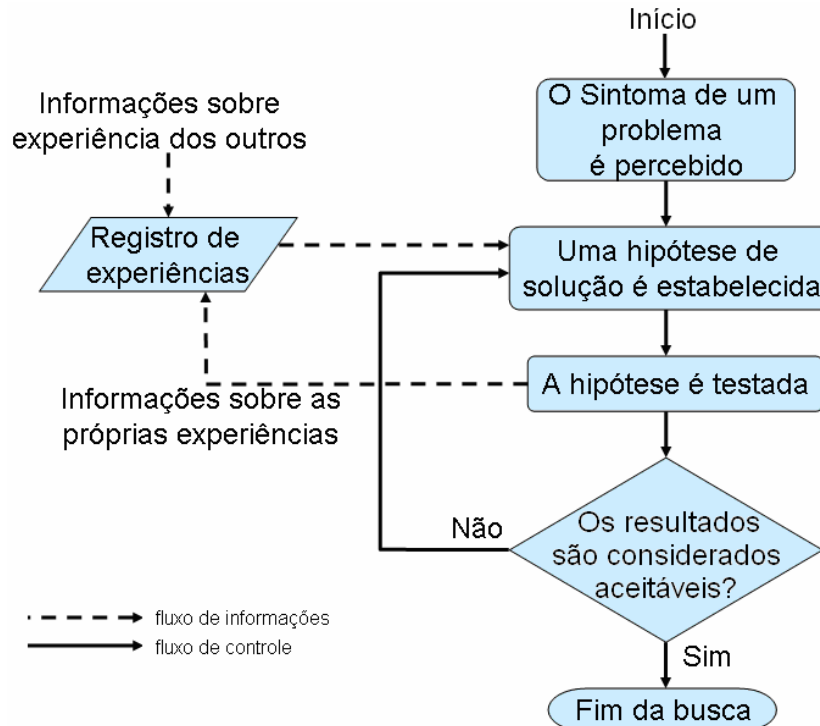 Início
O Sintoma de um
problema
é percebido
Informações sobre
experiência dos outros
Registro de
experiências
Uma hipótese de
solução é estabelecida
A hipótese é testada
Informações sobre as
próprias experiências
Não
Os resultados
são considerados
aceitáveis?
fluxo de informações
fluxo de controle
Sim
Fim da busca